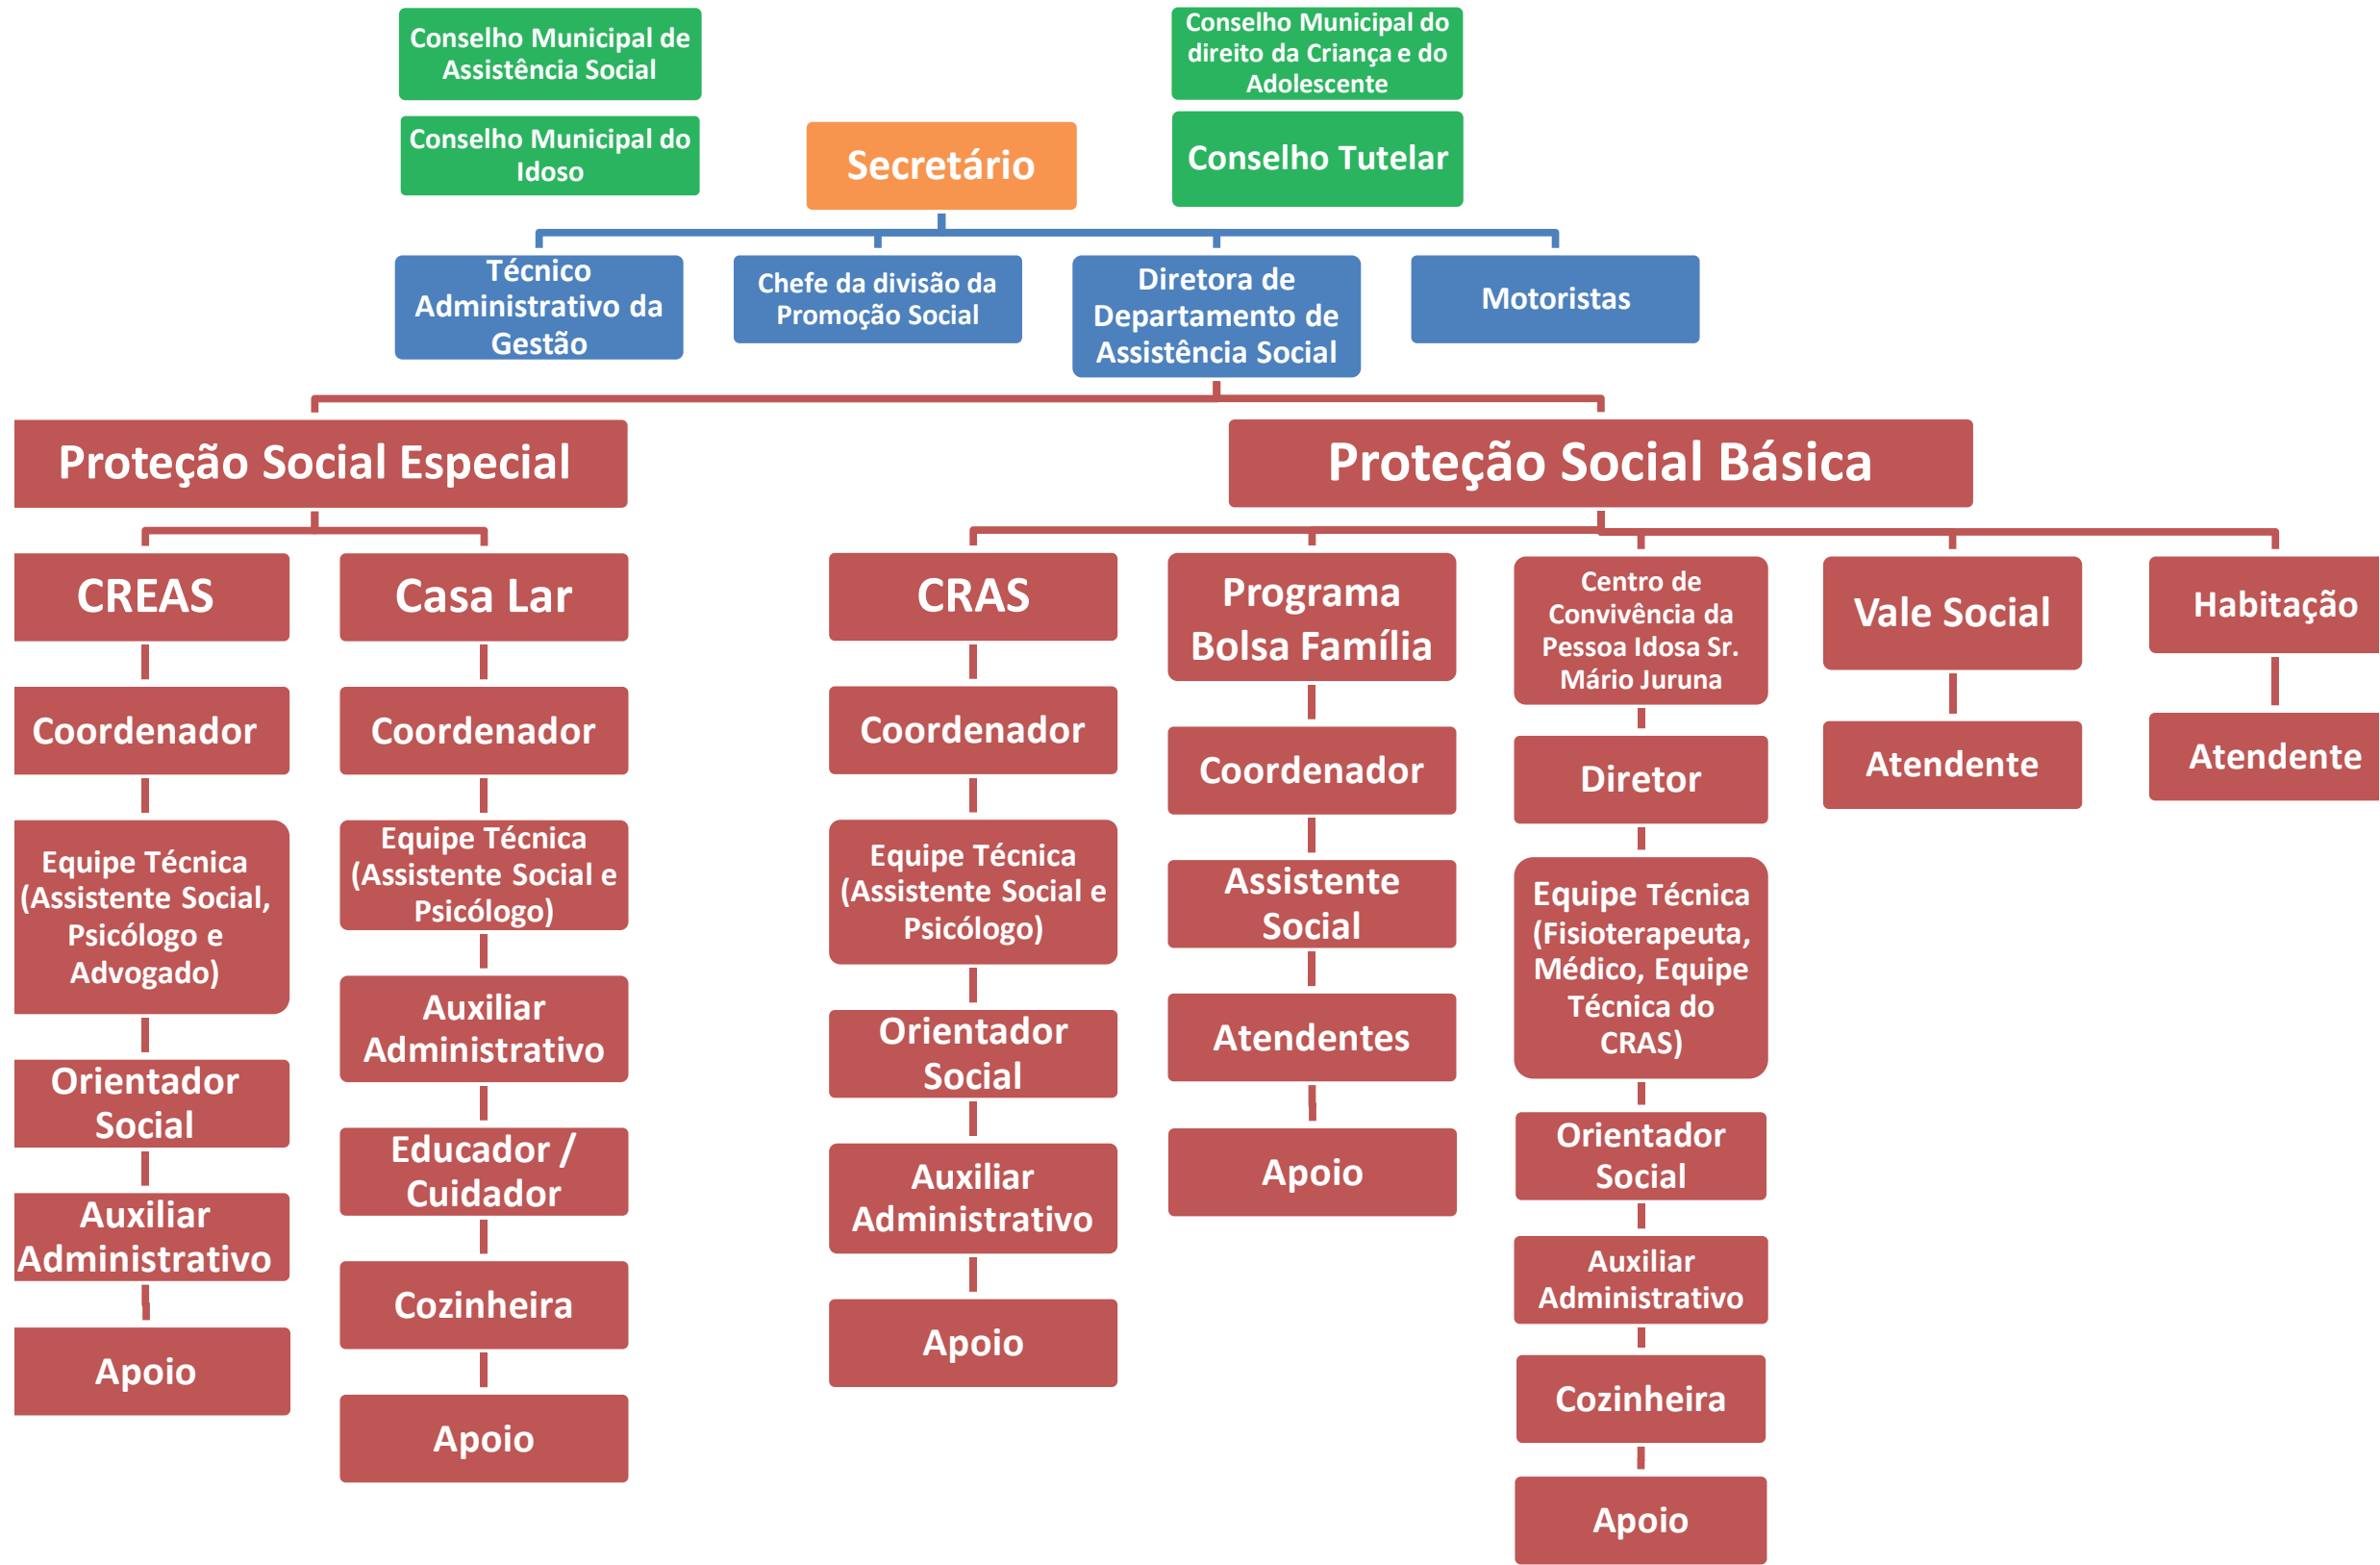 Conselho Municipal de
Assistência Social
Conselho Municipal do
direito da Criança e do
Adolescente
Conselho Municipal do
Idoso
Secretário
Conselho Tutelar
Técnico
Administrativo da
Gestão
Chefe da divisão da
Promoção Social
Diretora de
Departamento de
Assistência Social
Motoristas
Proteção Social Especial
Proteção Social Básica
CREAS
Casa Lar
CRAS
Programa
Bolsa Família
Centro de
Convivência da
Pessoa Idosa Sr.
Mário Juruna
Vale Social
Habitação
Coordenador
Coordenador
Coordenador
Coordenador
Diretor
Atendente
Atendente
Equipe Técnica
(Assistente Social,
Psicólogo e
Advogado)
Equipe Técnica
(Assistente Social e
Psicólogo)
Equipe Técnica
(Assistente Social e
Psicólogo)
Assistente
Social
Equipe Técnica
(Fisioterapeuta,
Médico, Equipe
Técnica do
CRAS)
Orientador
Social
Auxiliar
Administrativo
Orientador
Social
Atendentes
Orientador
Social
Auxiliar
Administrativo
Educador /
Cuidador
Auxiliar
Administrativo
Apoio
Auxiliar
Administrativo
Apoio
Cozinheira
Apoio
Cozinheira
Apoio
Apoio